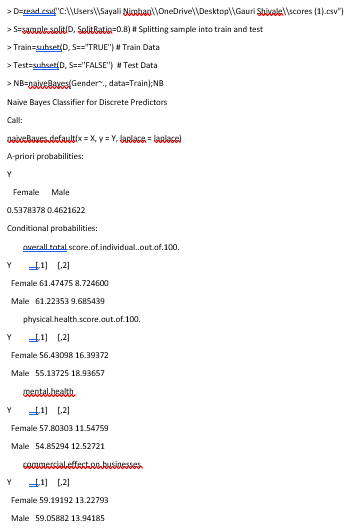 > D=read.csv("C:\\Users\\Sayali Nimhan\\OneDrive\\Desktop\\Gauri Shivale\\scores (1).csv")
> S=sample.split(D, SplitRatio=0.8) # Splitting sample into train and test
> Train=subset(D, S=="TRUE") # Train Data
> Test=subset(D, S=="FALSE") # Test Data
> NB=naiveBayes(Gender~., data=Train);NB
Naive Bayes Classifier for Discrete Predictors
Call:
naiveBayes.default(x = X, y = Y, laplace = laplace)
A-priori probabilities:
Y
Female Male
0.5378378 0.4621622
Conditional probabilities:
overall.total.score.of.individual..out.of.100.
Y [,1] [,2]
Female 61.47475 8.724600
Male 61.22353 9.685439
physical.health.score.out.of.100.
Y [,1] [,2]
Female 56.43098 16.39372
Male 55.13725 18.93657
mental.health
Y [,1] [,2]
Female 57.80303 11.54759
Male 54.85294 12.52721
commercial.effect.on.businesses.
Y [,1] [,2]
Female 59.19192 13.22793
Male 59.05882 13.94185